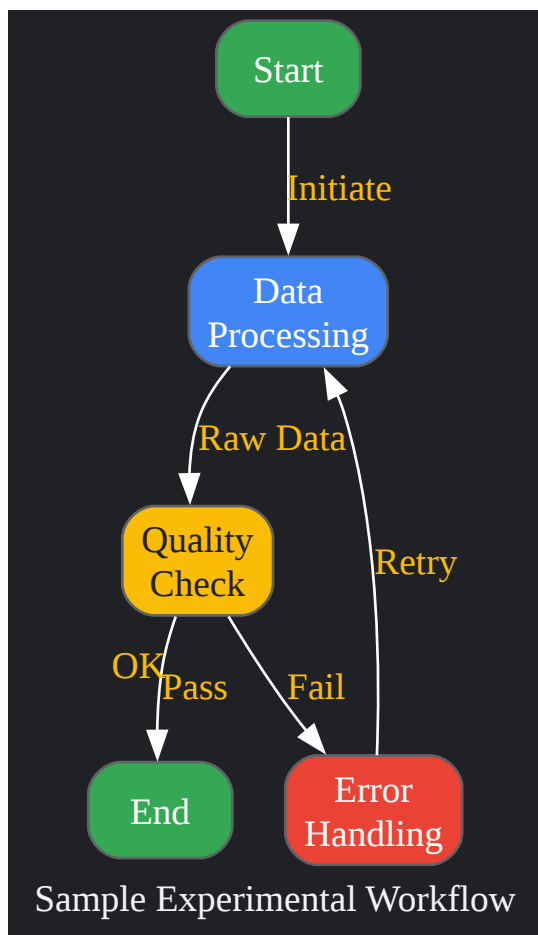 Start
Initiate
Data
Processing
Raw Data
Quality
Check
Retry
OK
Pass
Fail
End
Error
Handling
Sample Experimental Workflow